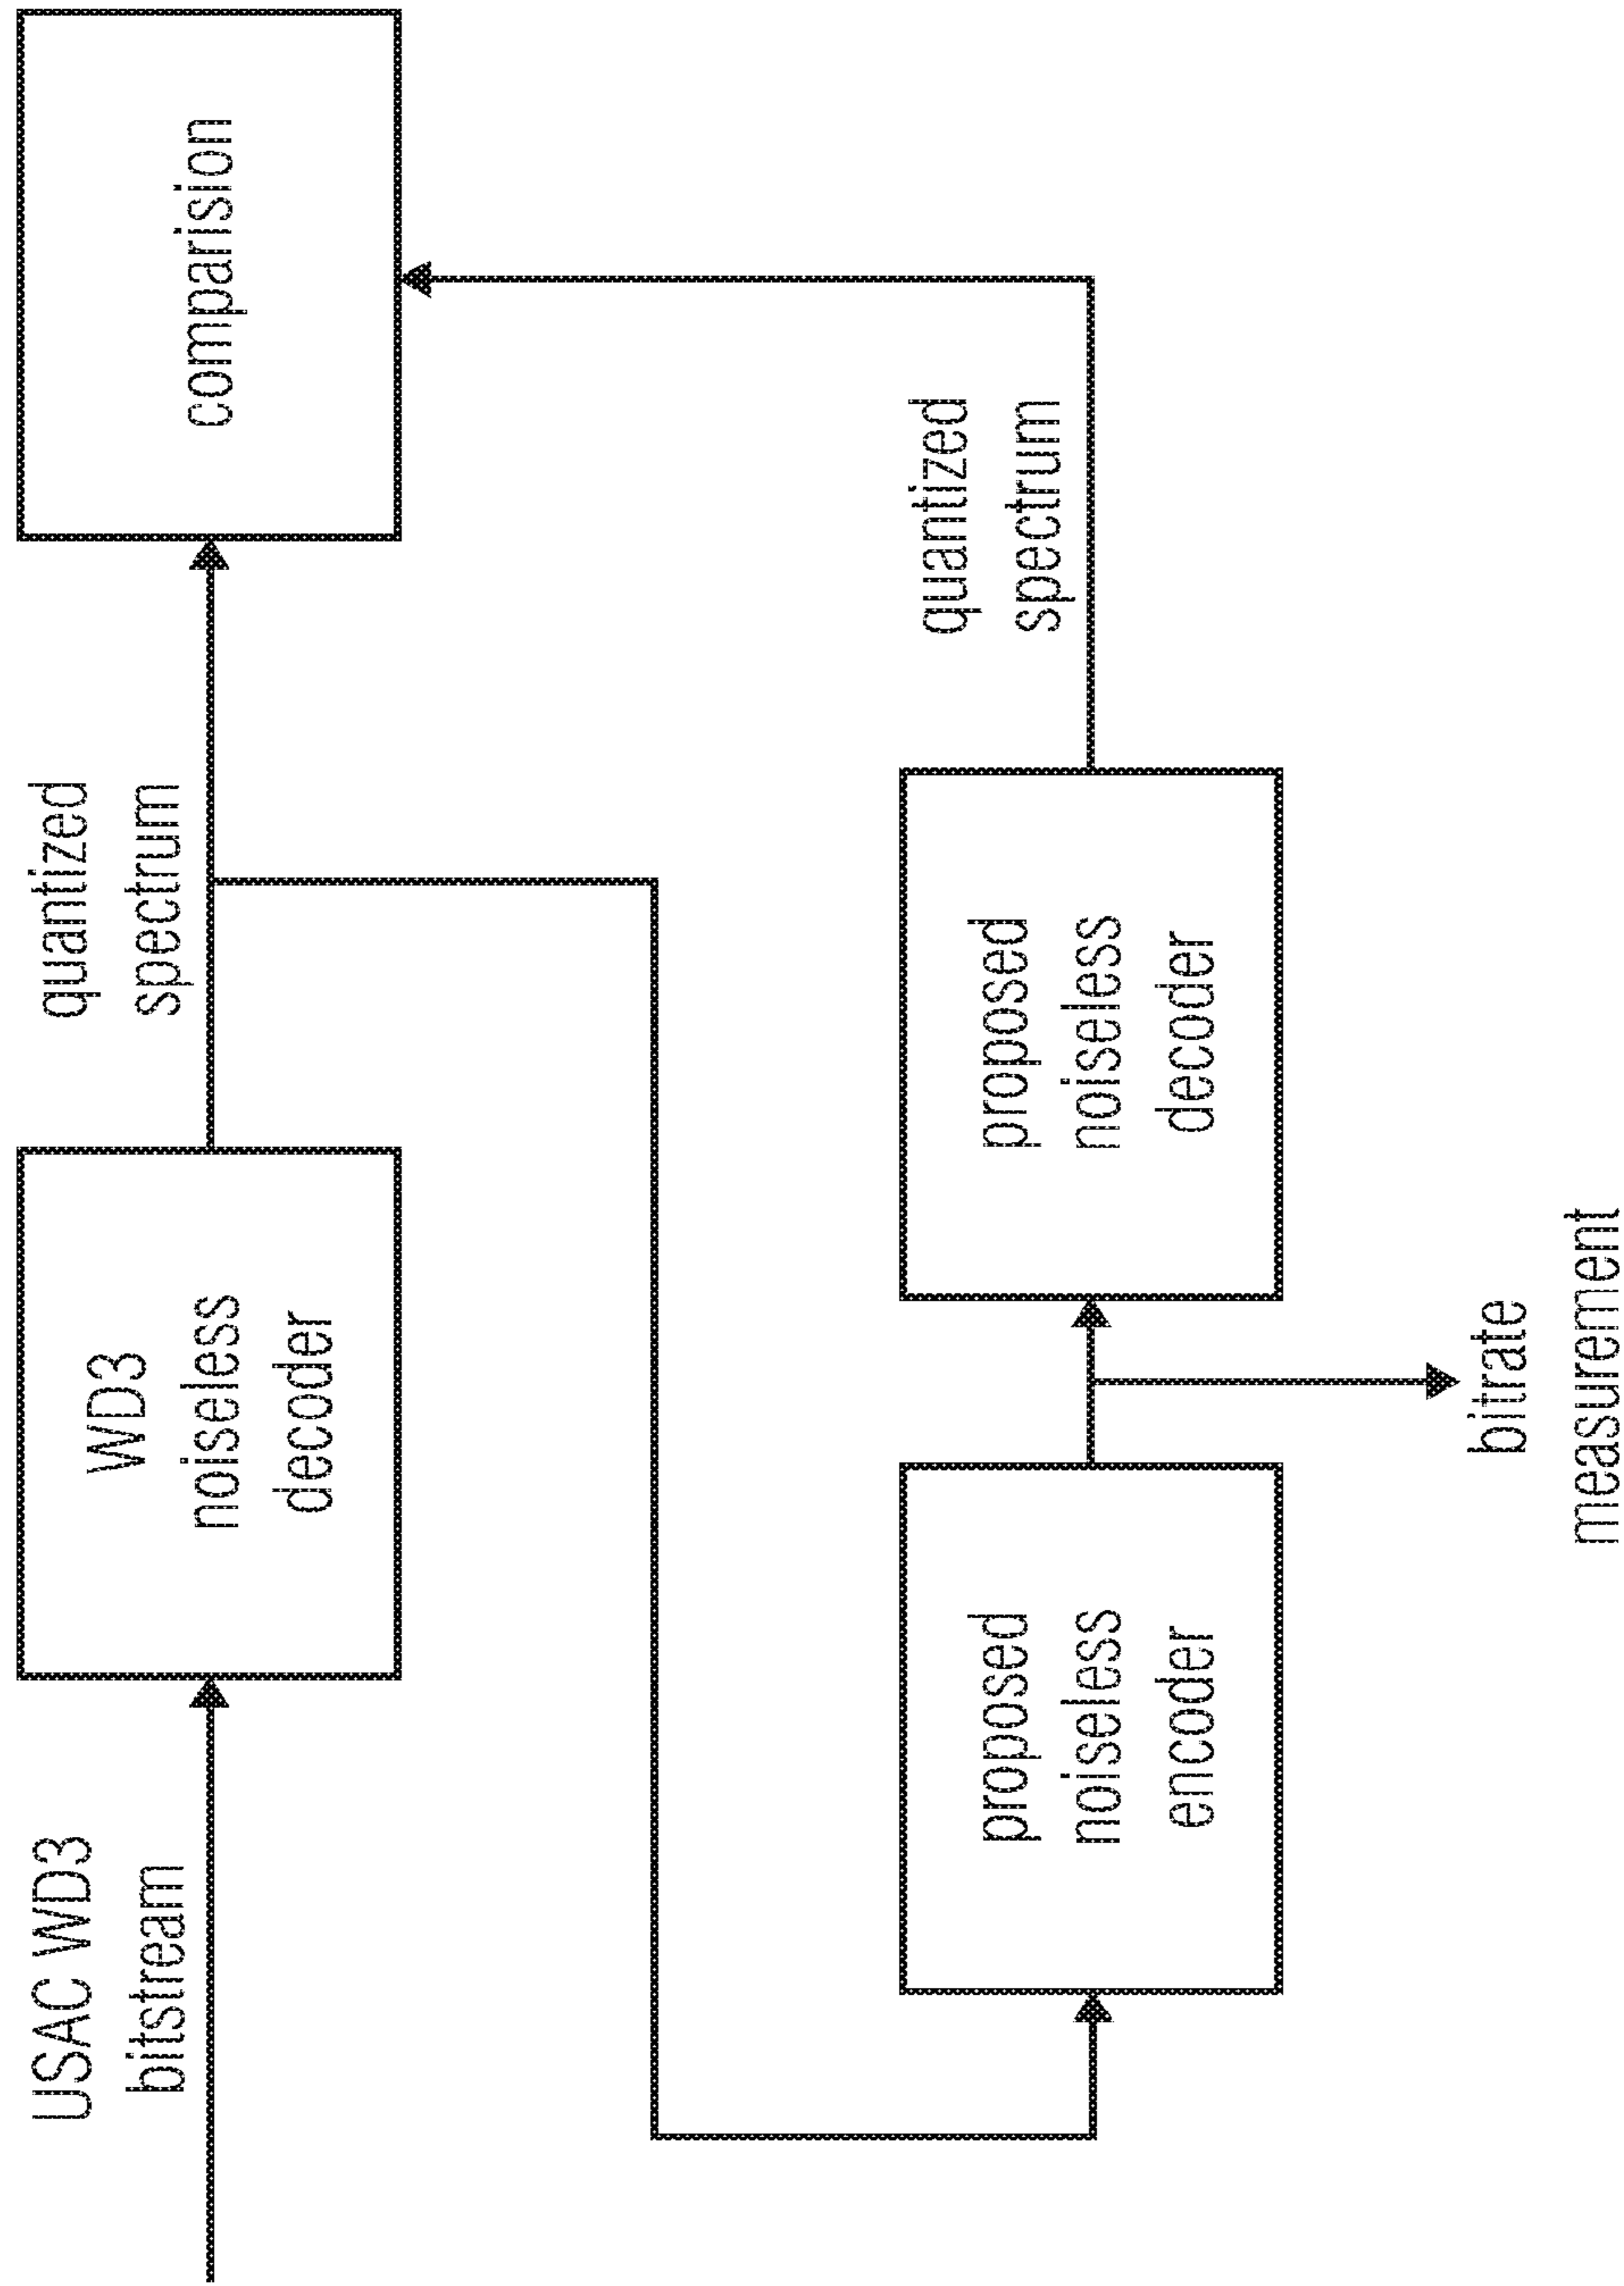 USAC WD3
bitstream
WD3
noiseless
decoder
quantized
spectrum
comparision
proposed
noiseless
encoder
bitrate
measurement
proposed
noiseless
decoder
quantized
spectrum